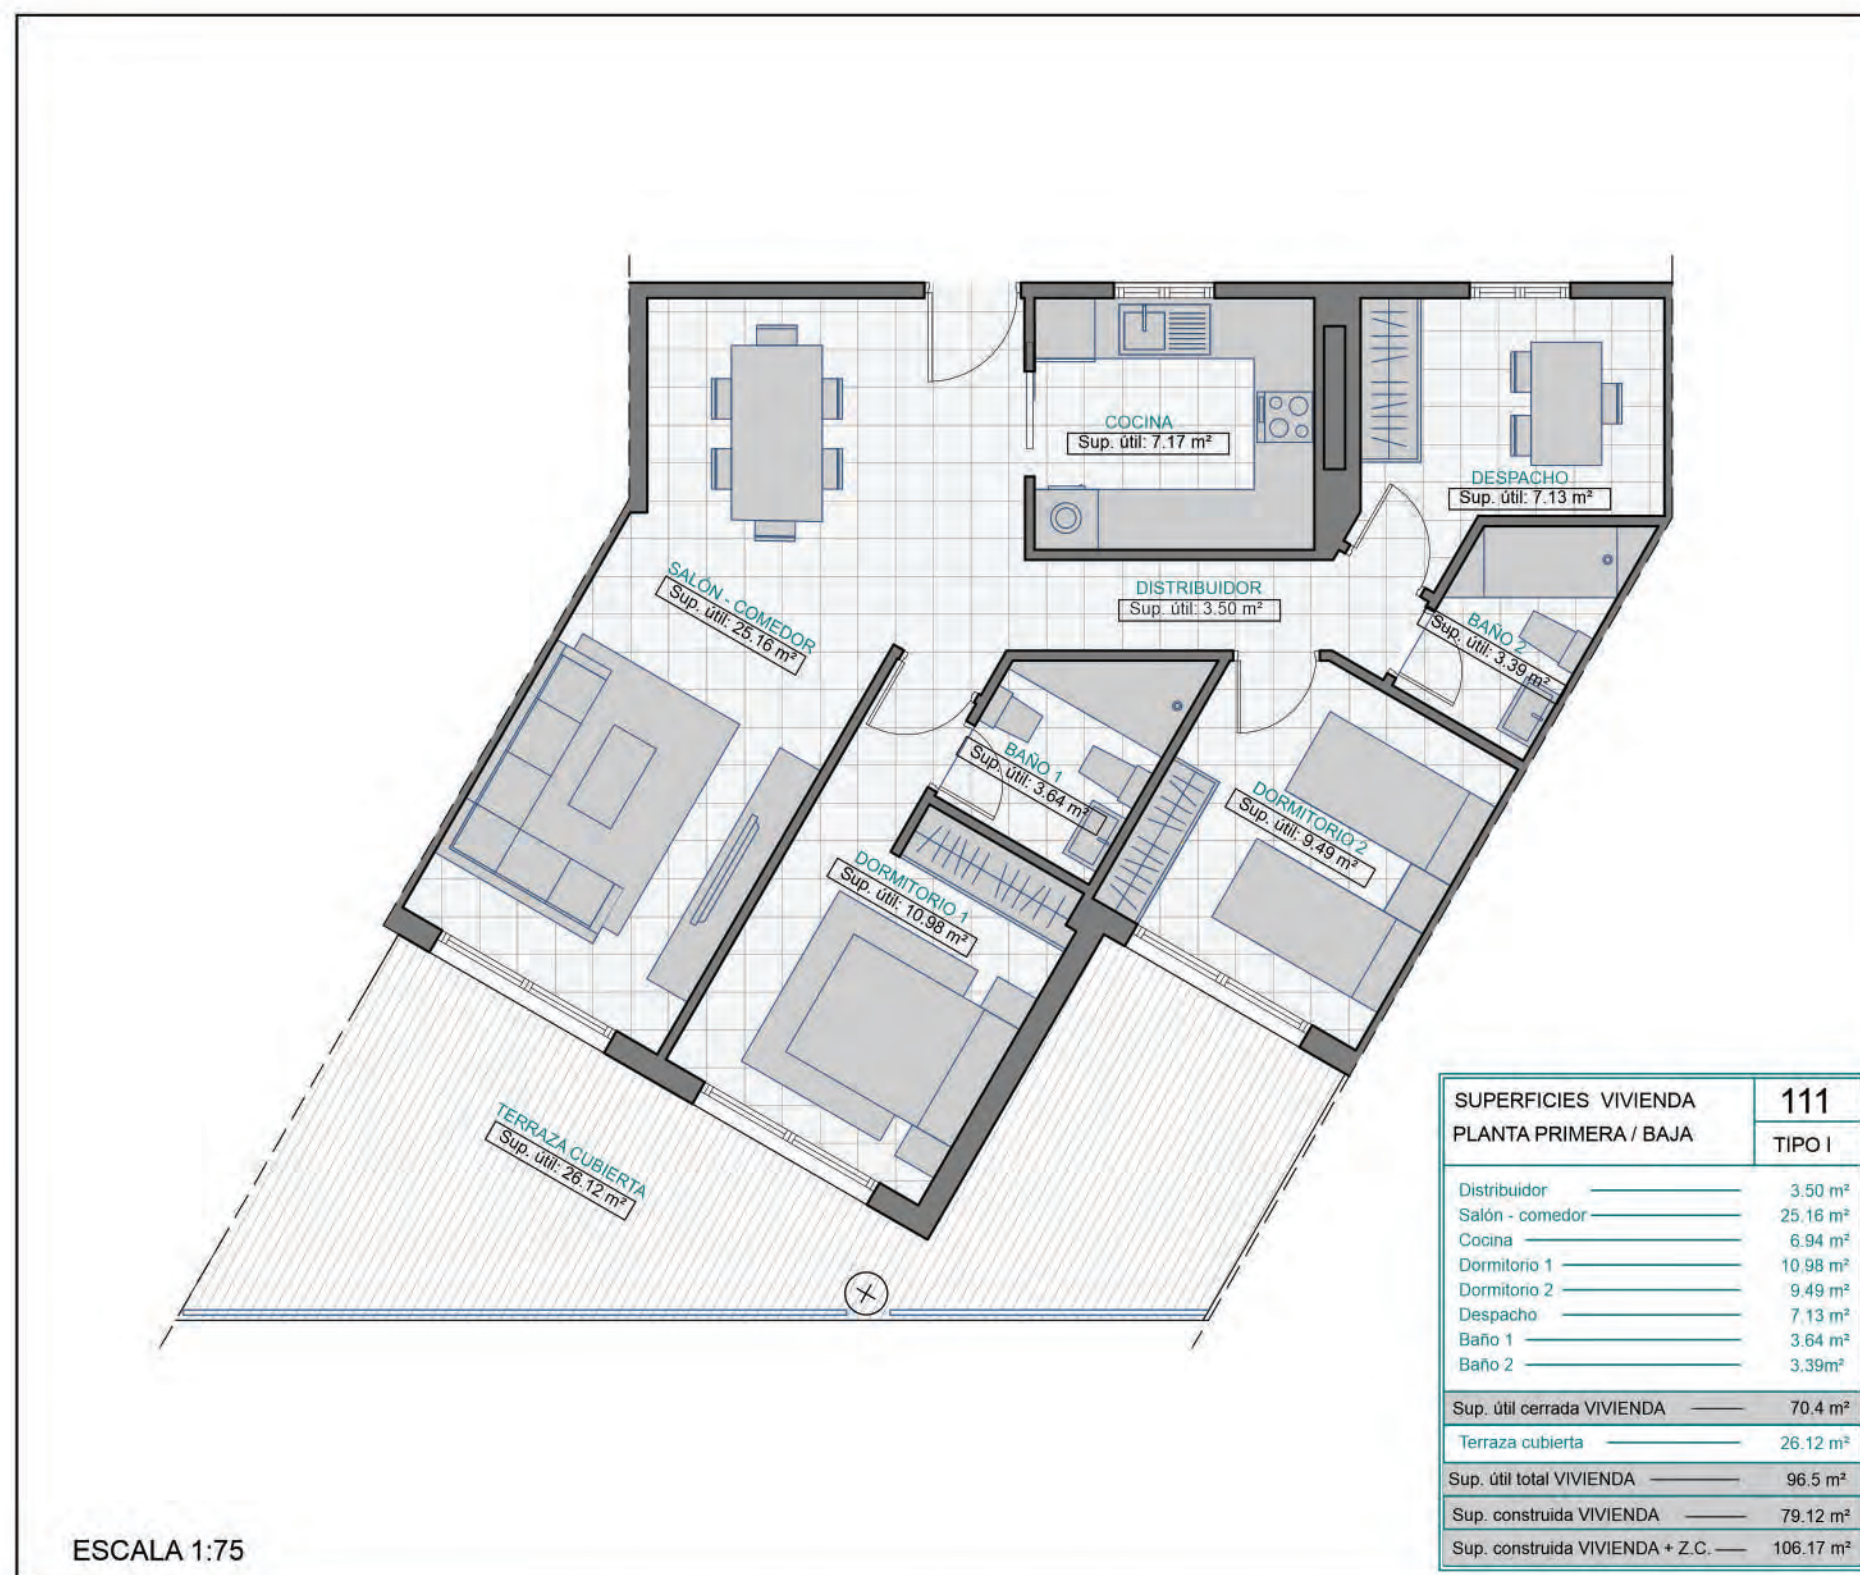 COCINA
Sup. útil: 7.17 m²
DESPACHO
Sup. útil: 7.13 m²
SALÓN - COMEDOR
Sup. útil: 25.16 m²
DISTRIBUIDOR
Sup. útil: 3.50 m²
BAÑO 2
Sup. útil: 3.39 m²
BAÑO 1
Sup. útil: 3.64 m²
DORMITORIO 2
Sup. útil: 9.49 m²
DORMITORIO 1
Sup. útil: 10.98 m²
TERRAZA CUBIERTA
Sup. útil: 26.12 m²
SUPERFICIES VIVIENDA 111
PLANTA PRIMERA / BAJA TIPO I
Distribuidor 3.50 m²
Salón - comedor 25.16 m²
Cocina 6.94 m²
Dormitorio 1 10.98 m²
Dormitorio 2 9.49 m²
Despacho 7.13 m²
Baño 1 3.64 m²
Baño 2 3.39m²
Sup. útil cerrada VIVIENDA 70.4 m²
Terraza cubierta 26.12 m²
Sup. útil total VIVIENDA 96.5 m²
Sup. construida VIVIENDA 79.12 m²
Sup. construida VIVIENDA + Z.C. 106.17 m²
ESCALA 1:75